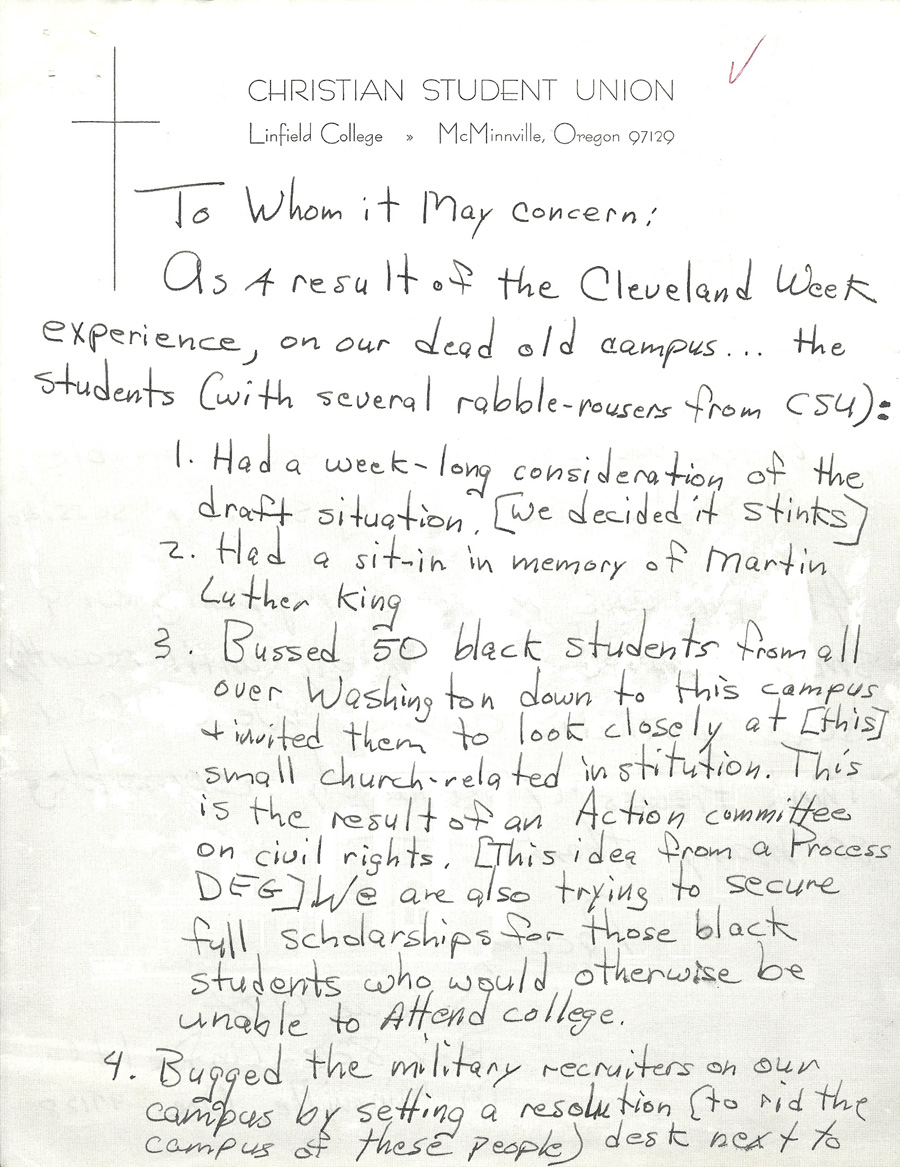 CHRISTIAN STUDENT UNION
Linfield College » McMinnville, Oregon 97129
To Whom it May concern:
As A result of the Cleveland Week
experience, on our dead old campus... the
students (with several rabble-rousers from CSU):
1. Had a week-long consideration of the
draft situation. [we decided it stinks]
2. Had a sit-in in memory of Martin
Luther King
3. Bussed 50 black students from all
over Washington down to this campus
+ invited them to look closely at [this]
small church-related institution. This
is the result of an Action committee
on civil rights. [This idea from a Process
DEG] We are also trying to secure
full scholarships for those black
students who would otherwise be
unable to Attend college.
4. Bugged the military recruiters on our
campus by setting a resolution (to rid the
campus of these people) desk next to